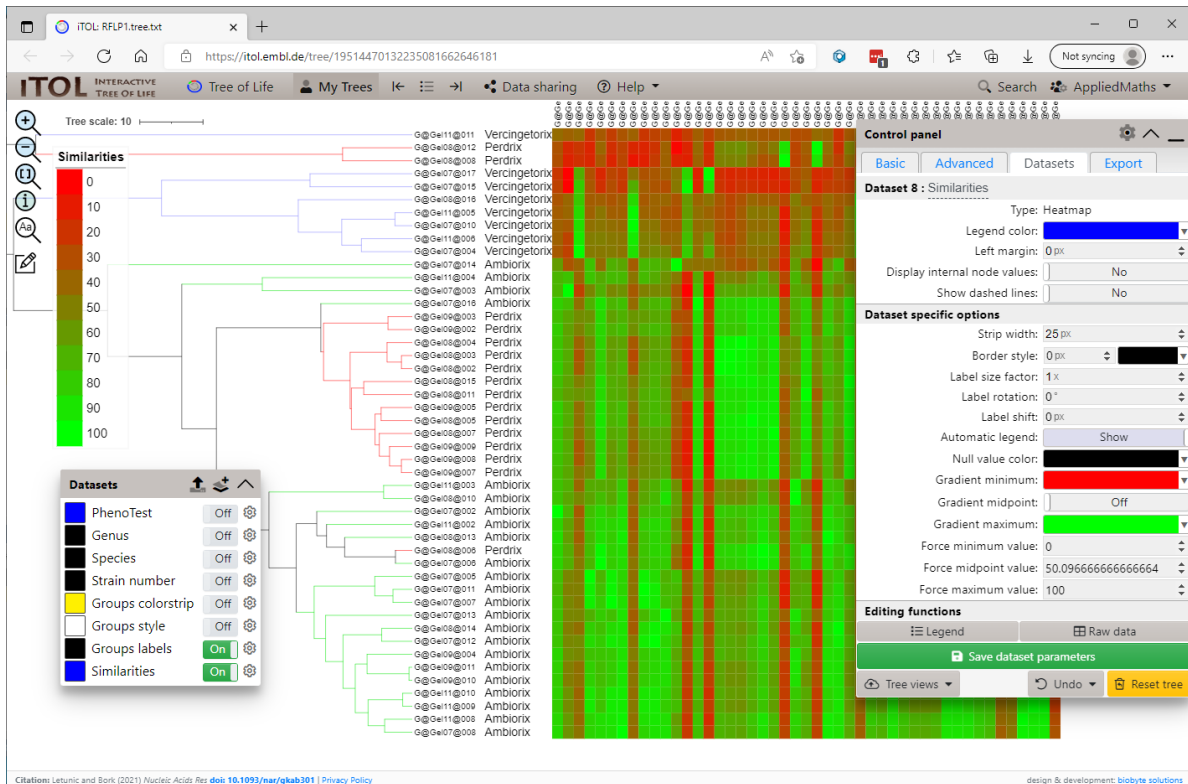 iTOL: RFLP1.tree.txt
https://itol.embl.de/tree/19514470132235081662646181
Not syncing
1
iTOL INTERACTIVE TREE OF LIFE
Tree of Life
My Trees
Data sharing
Help
Search
AppliedMaths
Tree scale: 10
Similarities
0
10
20
30
40
50
60
70
80
90
100
Aa
G@Gel11@011 Vercingetorix
G@Gel08@012 Perdrix
G@Gel08@008 Perdrix
G@Gel07@017 Vercingetorix
G@Gel07@015 Vercingetorix
G@Gel08@016 Vercingetorix
G@Gel11@005 Vercingetorix
G@Gel07@010 Vercingetorix
G@Gel11@006 Vercingetorix
G@Gel07@004 Vercingetorix
G@Gel07@014 Ambiorix
G@Gel11@004 Ambiorix
G@Gel07@003 Ambiorix
G@Gel07@016 Ambiorix
G@Gel09@003 Perdrix
G@Gel09@002 Perdrix
G@Gel08@004 Perdrix
G@Gel08@003 Perdrix
G@Gel08@002 Perdrix
G@Gel08@015 Perdrix
G@Gel08@011 Perdrix
G@Gel09@005 Perdrix
G@Gel08@005 Perdrix
G@Gel08@007 Perdrix
G@Gel09@009 Perdrix
G@Gel09@008 Perdrix
G@Gel09@007 Perdrix
G@Gel11@003 Ambiorix
G@Gel08@010 Ambiorix
G@Gel07@002 Ambiorix
G@Gel11@002 Ambiorix
G@Gel08@013 Ambiorix
G@Gel08@006 Perdrix
G@Gel07@006 Ambiorix
G@Gel07@005 Ambiorix
G@Gel07@011 Ambiorix
G@Gel07@007 Ambiorix
G@Gel07@013 Ambiorix
G@Gel08@014 Ambiorix
G@Gel07@012 Ambiorix
G@Gel09@004 Ambiorix
G@Gel09@011 Ambiorix
G@Gel09@010 Ambiorix
G@Gel11@010 Ambiorix
G@Gel11@009 Ambiorix
G@Gel11@008 Ambiorix
G@Gel07@008 Ambiorix
Datasets
PhenoTest Off
Genus Off
Species Off
Strain number Off
Groups colorstrip Off
Groups style Off
Groups labels On
Similarities On
Control panel
Basic
Advanced
Datasets
Export
Dataset 8 : Similarities
Type: Heatmap
Legend color:
Left margin: 0 px
Display internal node values: No
Show dashed lines: No
Dataset specific options
Strip width: 25 px
Border style: 0 px
Label size factor: 1 x
Label rotation: 0 °
Label shift: 0 px
Automatic legend: Show
Null value color:
Gradient minimum:
Gradient midpoint: Off
Gradient maximum:
Force minimum value: 0
Force midpoint value: 50.096666666666664
Force maximum value: 100
Editing functions
Legend
Raw data
Save dataset parameters
Tree views
Undo
Reset tree
Citation: Letunic and Bork (2021) Nucleic Acids Res doi: 10.1093/nar/gkab301 | Privacy Policy
design & development: biobyte solutions